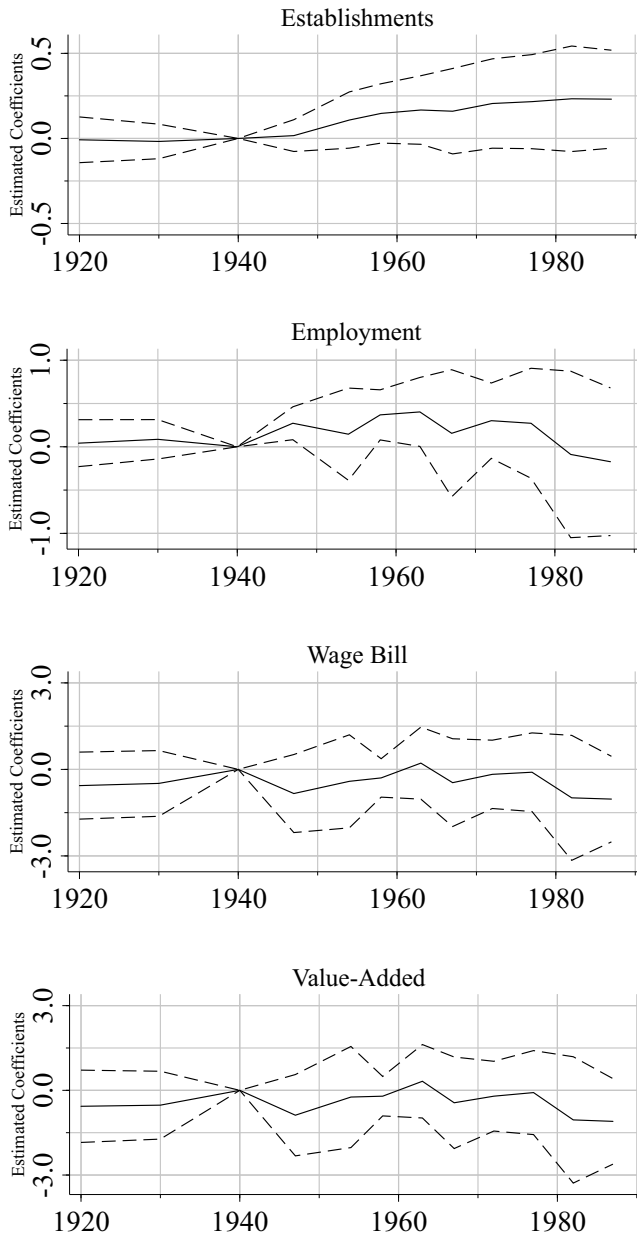 Establishments
Estimated Coefficients
0.5
0.0
-0.5
1920 1940 1960 1980
Employment
Estimated Coefficients
1.0
0.0
-1.0
1920 1940 1960 1980
Wage Bill
Estimated Coefficients
3.0
0.0
-3.0
1920 1940 1960 1980
Value-Added
Estimated Coefficients
3.0
0.0
-3.0
1920 1940 1960 1980